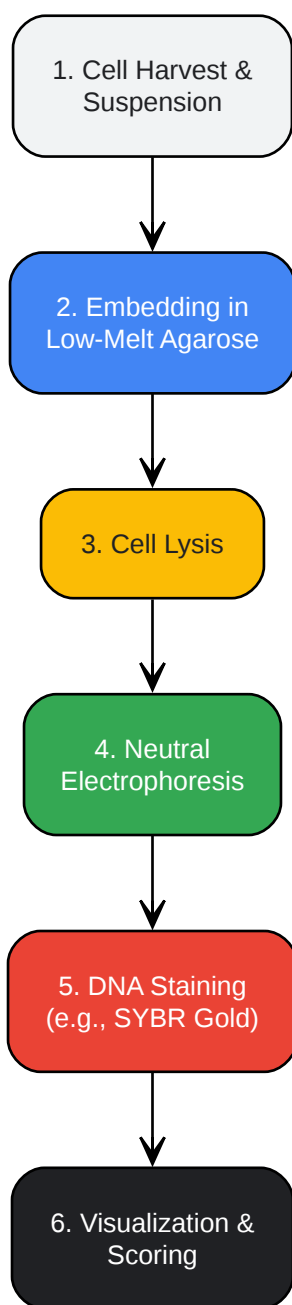 1. Cell Harvest &
Suspension
2. Embedding in
Low-Melt Agarose
3. Cell Lysis
4. Neutral
Electrophoresis
5. DNA Staining
(e.g., SYBR Gold)
6. Visualization &
Scoring